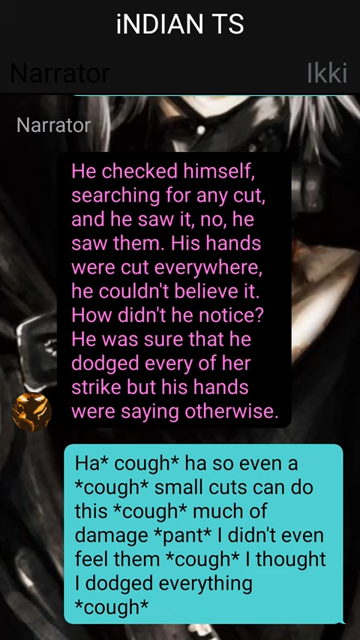 iNDIAN TS
Narrator
Ikki
Narrator
He checked himself,
searching for any cut,
and he saw it, no, he
saw them. His hands
were cut everywhere,
he couldn't believe it.
How didn't he notice?
He was sure that he
dodged every of her
strike but his hands
were saying otherwise.
Ha* cough* ha so even a
*cough* small cuts can do
this *cough* much of
damage *pant* I didn't even
feel them *cough* I thought
I dodged everything
*cough*